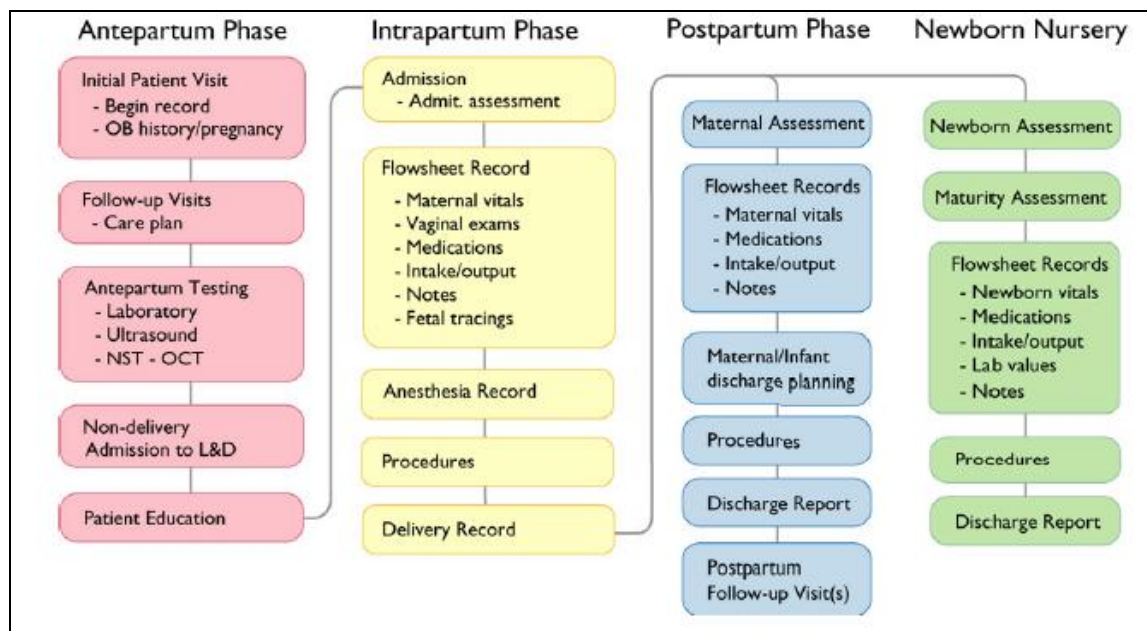 Antepartum Phase
Initial Patient Visit
- Begin record
- OB history/pregnancy
Follow-up Visits
- Care plan
Antepartum Testing
- Laboratory
- Ultrasound
- NST - OCT
Non-delivery
Admission to L&D
Patient Education
Intrapartum Phase
Admission
- Admit. assessment
Flowsheet Record
- Maternal vitals
- Vaginal exams
- Medications
- Intake/output
- Notes
- Fetal tracings
Anesthesia Record
Procedures
Delivery Record
Postpartum Phase
Maternal Assessment
Flowsheet Records
- Maternal vitals
- Medications
- Intake/output
- Notes
Maternal/Infant
discharge planning
Procedures
Discharge Report
Postpartum
Follow-up Visit(s)
Newborn Nursery
Newborn Assessment
Maturity Assessment
Flowsheet Records
- Newborn vitals
- Medications
- Intake/output
- Lab values
- Notes
Procedures
Discharge Report